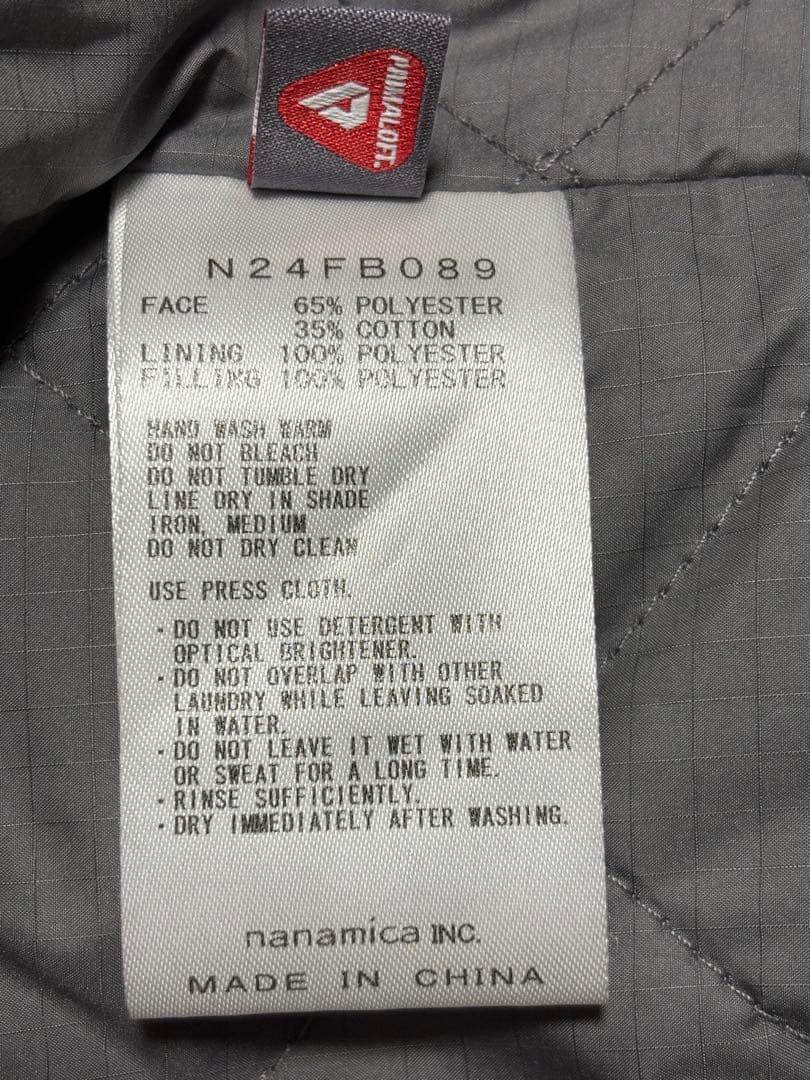 PRIMALOFT.
N24FB089
FACE 65% POLYESTER
35% COTTON
LINING 100% POLYESTER
FILLING 100% POLYESTER
HAND WASH WARM
DO NOT BLEACH
DO NOT TUMBLE DRY
LINE DRY IN SHADE
IRON, MEDIUM
DO NOT DRY CLEAN
USE PRESS CLOTH.
・DO NOT USE DETERGENT WITH
OPTICAL BRIGHTENER.
・DO NOT OVERLAP WITH OTHER
LAUNDRY WHILE LEAVING SOAKED
IN WATER.
・DO NOT LEAVE IT WET WITH WATER
OR SWEAT FOR A LONG TIME.
・RINSE SUFFICIENTLY.
・DRY IMMEDIATELY AFTER WASHING.
nanamica INC.
MADE IN CHINA